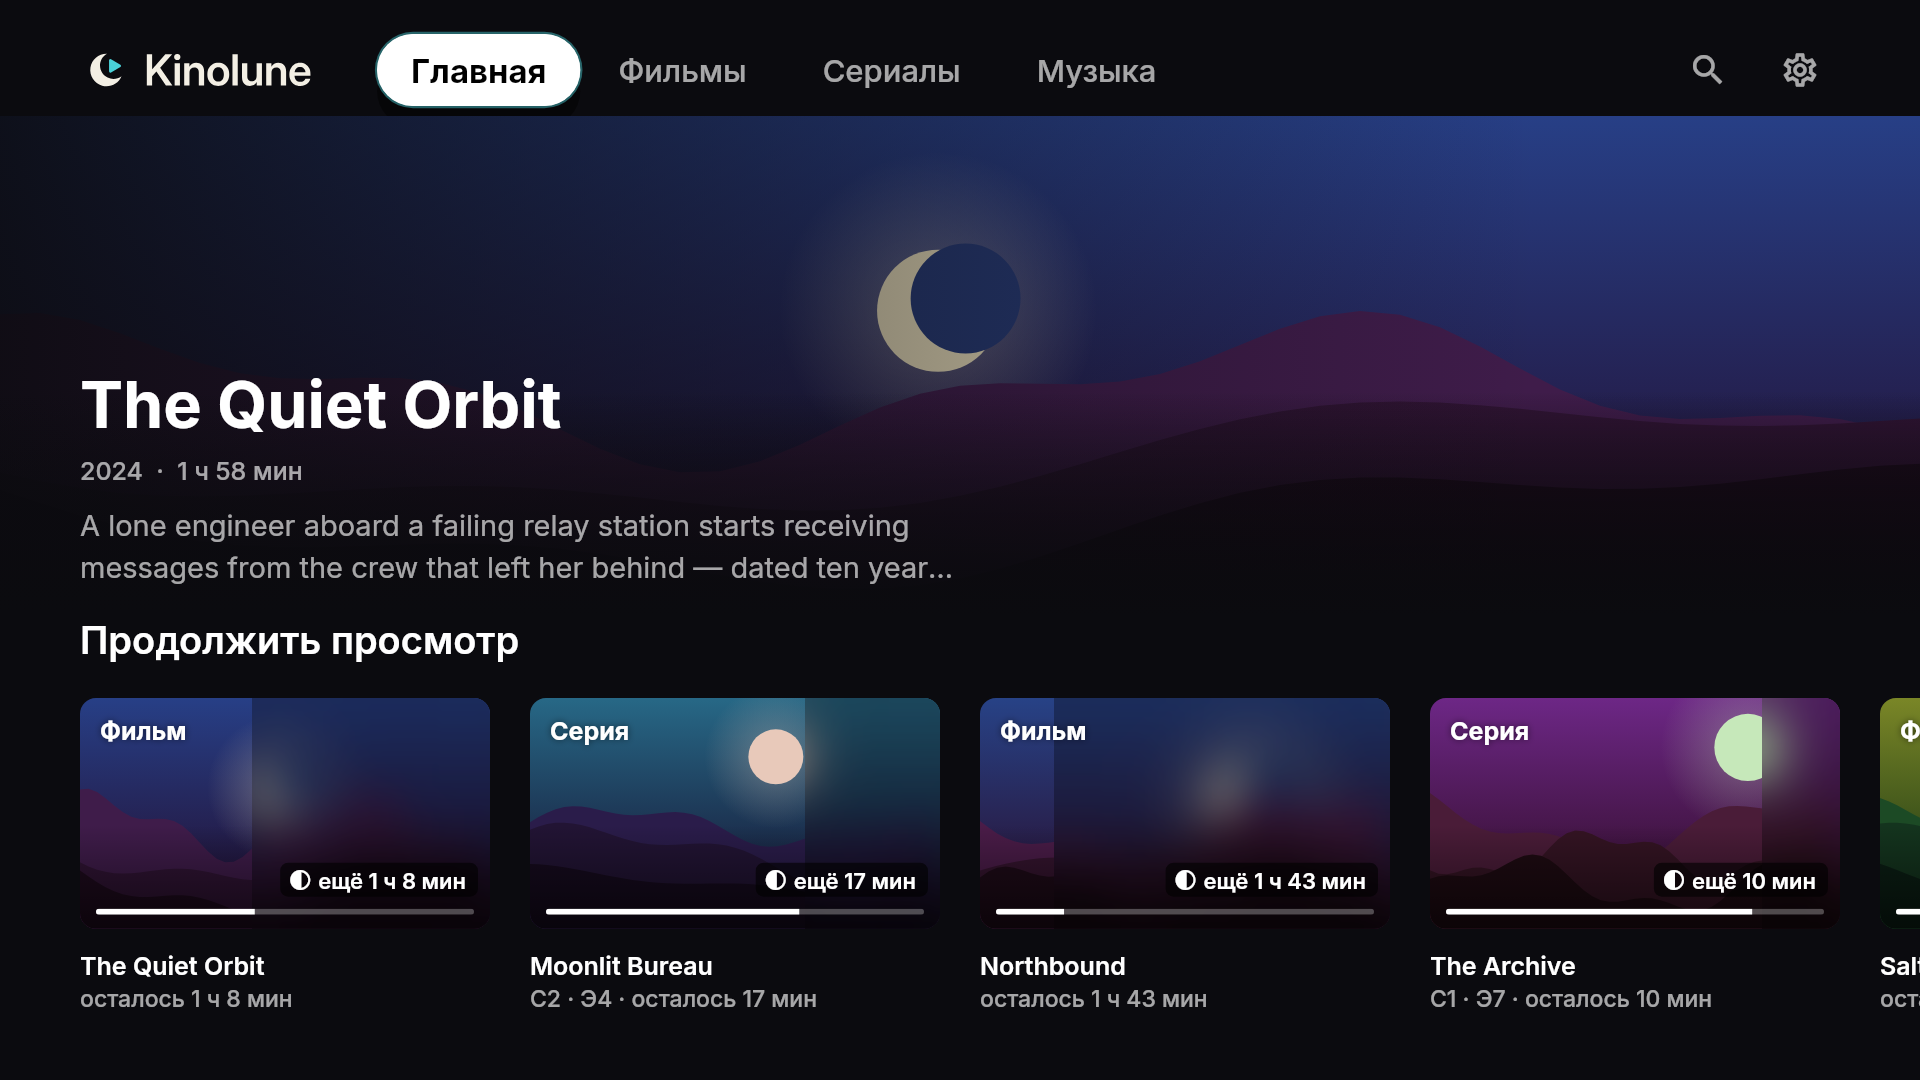 Kinolune
Главная
Фильмы
Сериалы
Музыка
The Quiet Orbit
2024 · 1 ч 58 мин
A lone engineer aboard a failing relay station starts receiving
messages from the crew that left her behind — dated ten year...
Продолжить просмотр
Фильм
ещё 1 ч 8 мин
The Quiet Orbit
осталось 1 ч 8 мин
Серия
ещё 17 мин
Moonlit Bureau
С2 · Э4 · осталось 17 мин
Фильм
ещё 1 ч 43 мин
Northbound
осталось 1 ч 43 мин
Серия
ещё 10 мин
The Archive
С1 · Э7 · осталось 10 мин